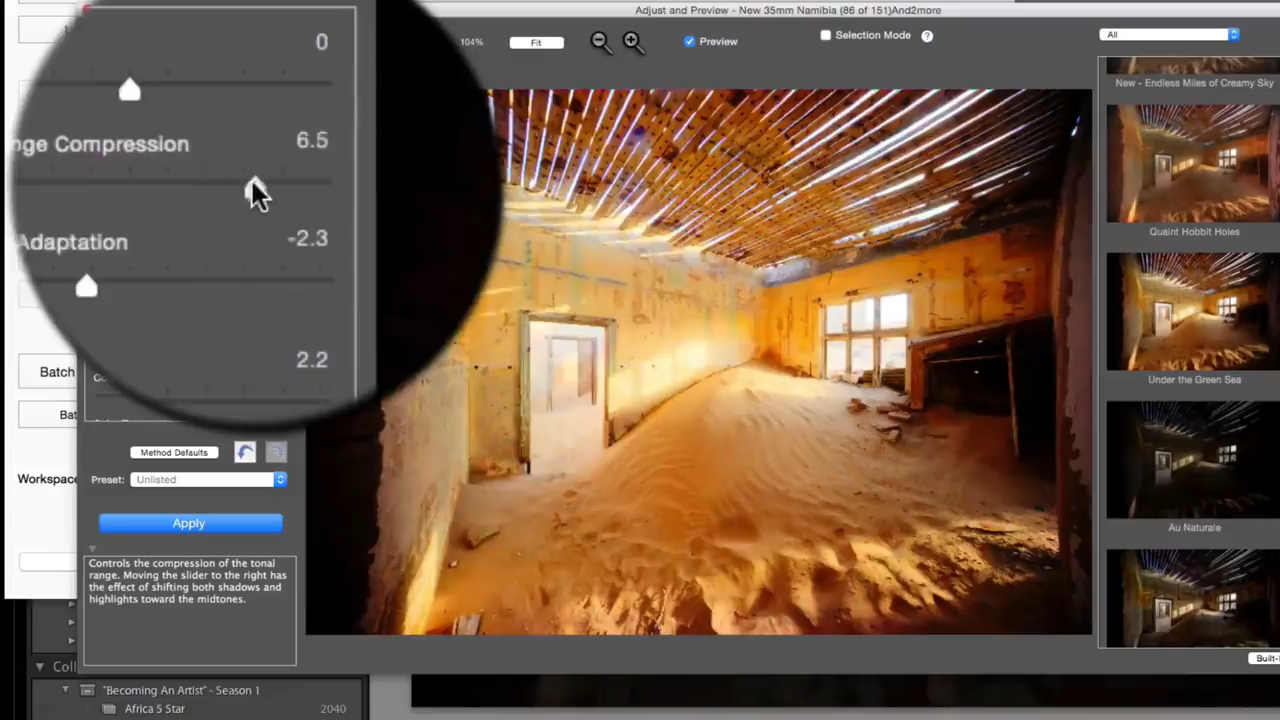 Adjust and Preview - New 35mm Namibia (86 of 151)And2more
104%
Fit
Preview
Selection Mode
?
All
0
nge Compression
6.5
Adaptation
-2.3
2.2
New - Endless Miles of Creamy Sky
Quaint Hobbit Holes
Under the Green Sea
Au Naturale
Built-
Batch
Bat
Workspace
Method Defaults
Preset:
Unlisted
Apply
Controls the compression of the tonal
range. Moving the slider to the right has
the effect of shifting both shadows and
highlights toward the midtones.
Coll
"Becoming An Artist" - Season 1
Africa 5 Star
2040